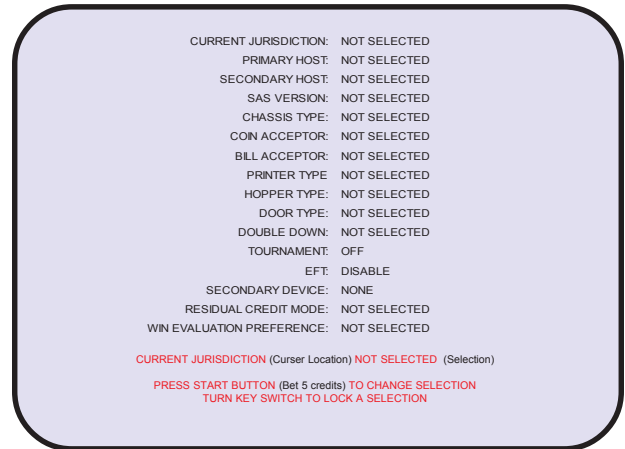 CURRENT JURISDICTION: NOT SELECTED
PRIMARY HOST: NOT SELECTED
SECONDARY HOST: NOT SELECTED
SAS VERSION: NOT SELECTED
CHASSIS TYPE: NOT SELECTED
COIN ACCEPTOR: NOT SELECTED
BILL ACCEPTOR: NOT SELECTED
PRINTER TYPE NOT SELECTED
HOPPER TYPE: NOT SELECTED
DOOR TYPE: NOT SELECTED
DOUBLE DOWN: NOT SELECTED
TOURNAMENT: OFF
EFT: DISABLE
SECONDARY DEVICE: NONE
RESIDUAL CREDIT MODE: NOT SELECTED
WIN EVALUATION PREFERENCE: NOT SELECTED
CURRENT JURISDICTION (Curser Location) NOT SELECTED (Selection)
PRESS START BUTTON (Bet 5 credits) TO CHANGE SELECTION
TURN KEY SWITCH TO LOCK A SELECTION